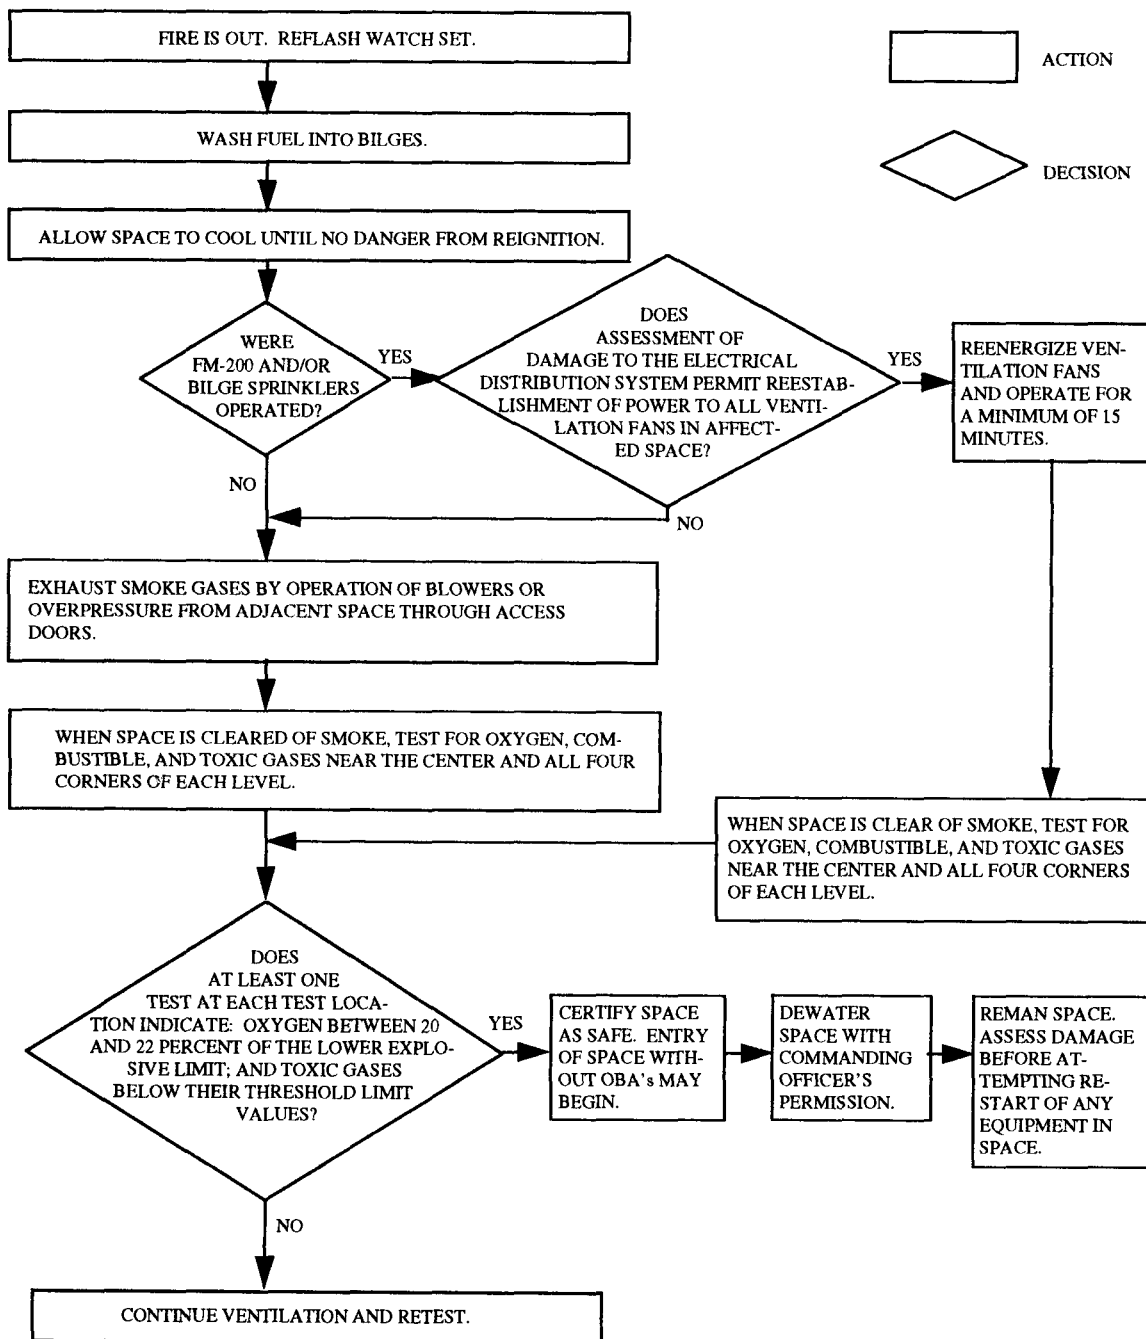 FIRE IS OUT. REFLASH WATCH SET.
ACTION
WASH FUEL INTO BILGES.
DECISION
ALLOW SPACE TO COOL UNTIL NO DANGER FROM REIGNITION.
WERE
FM-200 AND/OR
BILGE SPRINKLERS
OPERATED?
YES
NO
DOES
ASSESSMENT OF
DAMAGE TO THE ELECTRICAL
DISTRIBUTION SYSTEM PERMIT REESTAB-
LISHMENT OF POWER TO ALL VENTI-
LATION FANS IN AFFECT-
ED SPACE?
YES
NO
REENERGIZE VEN-
TILATION FANS
AND OPERATE FOR
A MINIMUM OF 15
MINUTES.
EXHAUST SMOKE GASES BY OPERATION OF BLOWERS OR
OVERPRESSURE FROM ADJACENT SPACE THROUGH ACCESS
DOORS.
WHEN SPACE IS CLEARED OF SMOKE, TEST FOR OXYGEN, COM-
BUSTIBLE, AND TOXIC GASES NEAR THE CENTER AND ALL FOUR
CORNERS OF EACH LEVEL.
WHEN SPACE IS CLEAR OF SMOKE, TEST FOR
OXYGEN, COMBUSTIBLE, AND TOXIC GASES
NEAR THE CENTER AND ALL FOUR CORNERS
OF EACH LEVEL.
DOES
AT LEAST ONE
TEST AT EACH TEST LOCA-
TION INDICATE: OXYGEN BETWEEN 20
AND 22 PERCENT OF THE LOWER EXPLO-
SIVE LIMIT; AND TOXIC GASES
BELOW THEIR THRESHOLD LIMIT
VALUES?
YES
CERTIFY SPACE
AS SAFE. ENTRY
OF SPACE WITH-
OUT OBA's MAY
BEGIN.
DEWATER
SPACE WITH
COMMANDING
OFFICER'S
PERMISSION.
REMAN SPACE.
ASSESS DAMAGE
BEFORE AT-
TEMPTING RE-
START OF ANY
EQUIPMENT IN
SPACE.
NO
CONTINUE VENTILATION AND RETEST.